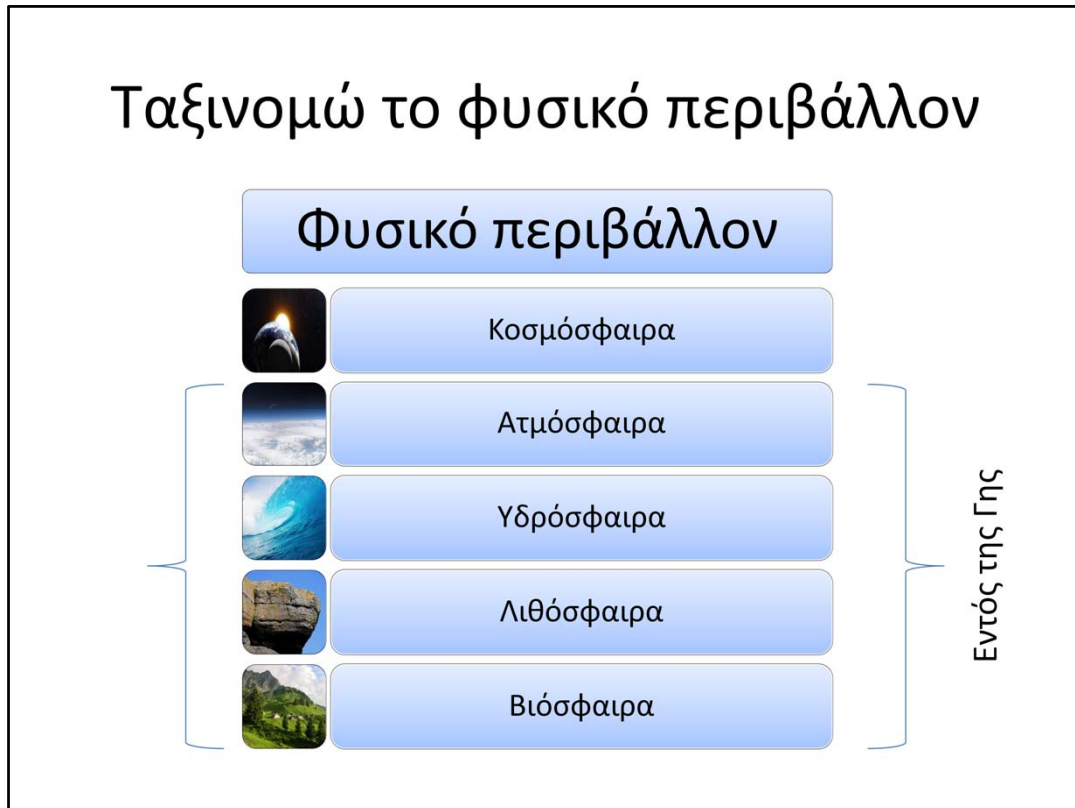 Ταξινομώ το φυσικό περιβάλλον
Φυσικό περιβάλλον
Κοσμόσφαιρα
Ατμόσφαιρα
Υδρόσφαιρα
Λιθόσφαιρα
Βιόσφαιρα
Εντός της Γης